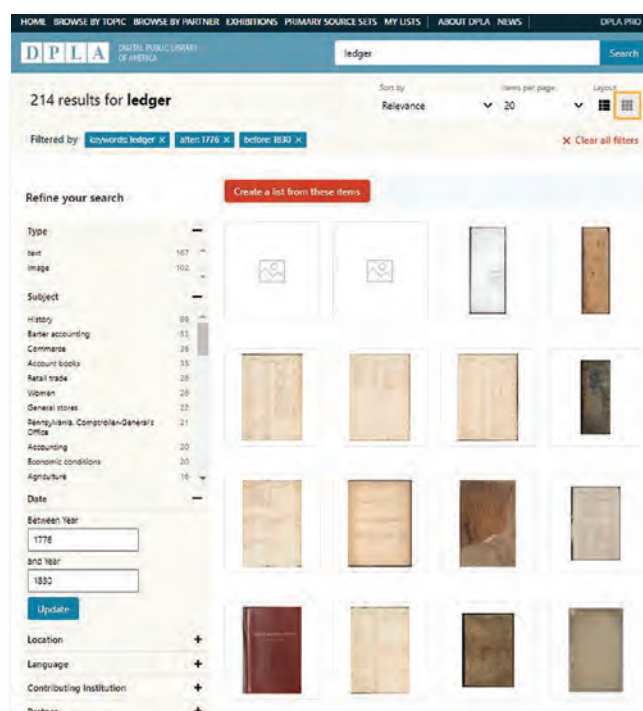 HOME BROWSE BY TOPIC BROWSE BY PARTNER EXHIBITIONS PRIMARY SOURCE SETS MY LISTS ABOUT DPLA NEWS DPLA PRO
DPLA DIGITAL PUBLIC LIBRARY
OF AMERICA
ledger Search
214 results for ledger
Sort by Items per page Layout
Relevance 20
Filtered by keywords: ledger × after: 1776 × before: 1830 × × Clear all filters
Refine your search
Create a list from these items
Type −
text 167
image 102
Subject −
History 89
Barter accounting
Commerce
Account books 35
Retail trade 28
Women 28
General stores 22
Pennsylvania. Comptroller-General's 21
Office
Accounting 20
Economic conditions 20
Agriculture 16
Date −
Between Year
1776
and Year
1830
Update
Location +
Language +
Contributing Institution +
Partner +